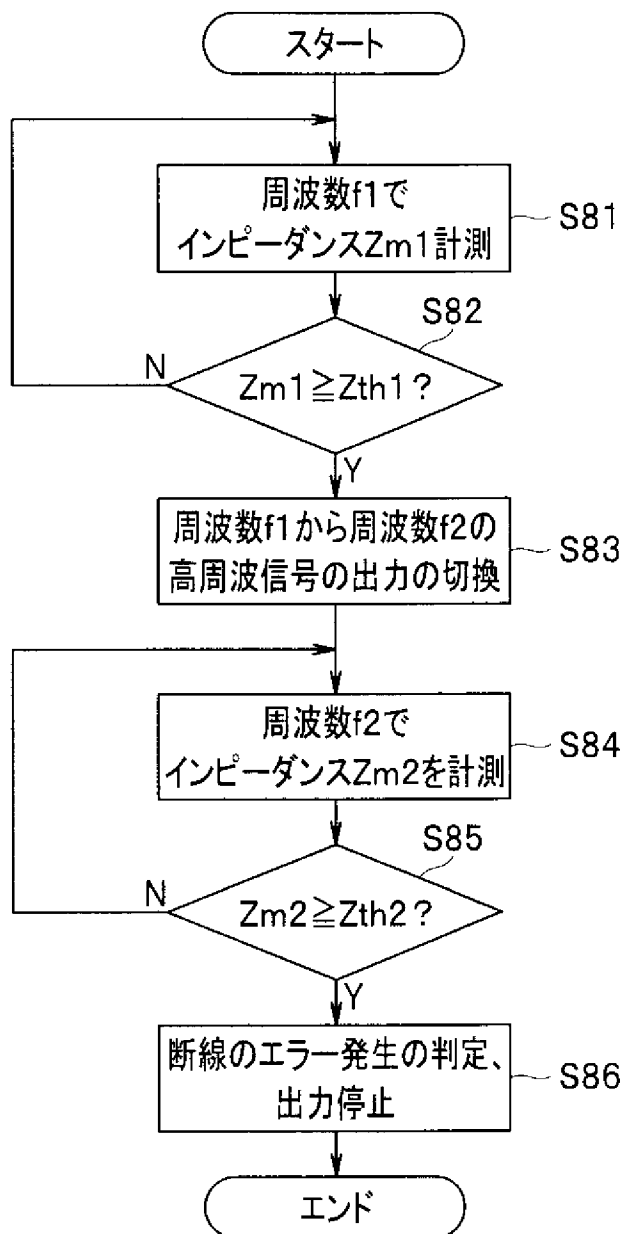 スタート
周波数f1で
インピーダンスZm1計測
S81
S82
Zm1≧Zth1?
N
Y
周波数f1から周波数f2の
高周波信号の出力の切換
S83
周波数f2で
インピーダンスZm2を計測
S84
S85
Zm2≧Zth2?
N
Y
断線のエラー発生の判定、
出力停止
S86
エンド